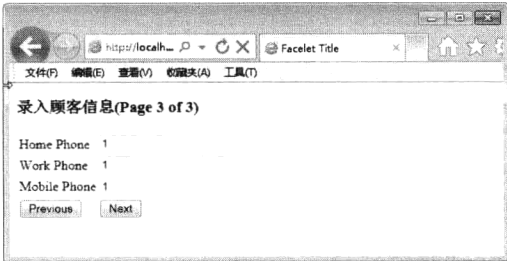 http://localh...
Facelet Title
文件(F) 编辑(E) 查看(V) 收藏夹(A) 工具(T)
录入顾客信息(Page 3 of 3)
Home Phone 1
Work Phone 1
Mobile Phone 1
Previous Next